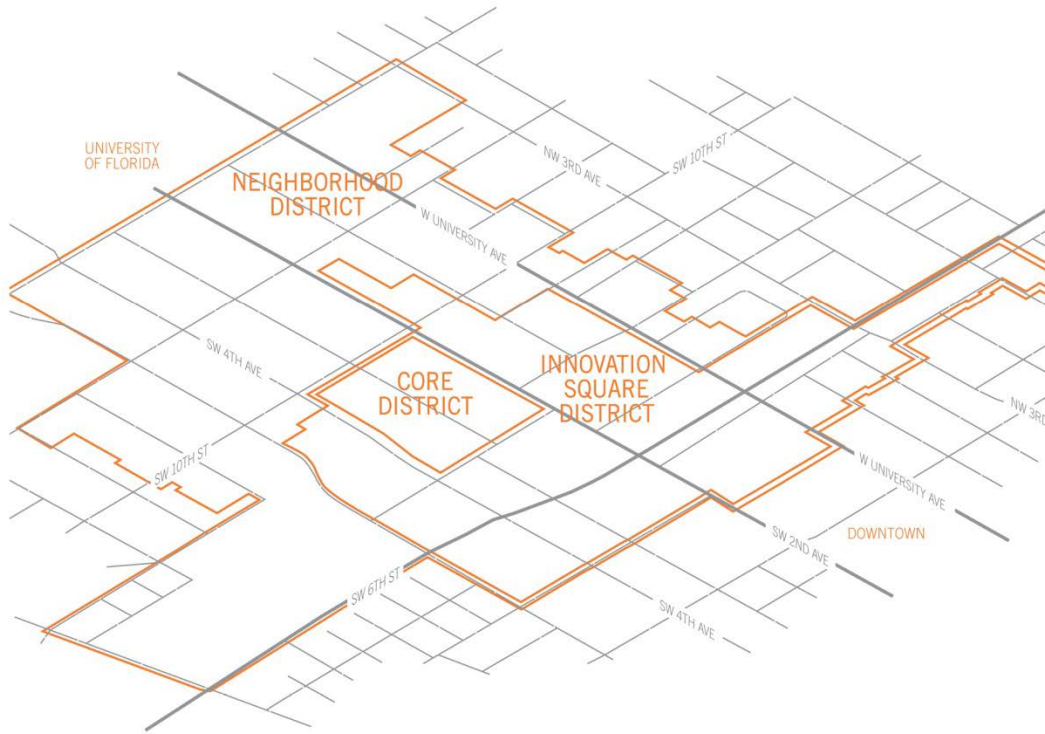 UNIVERSITY
OF FLORIDA
NEIGHBORHOOD
DISTRICT
NW 3RD AVE
SW 10TH ST
W UNIVERSITY AVE
SW 4TH AVE
CORE
DISTRICT
INNOVATION
SQUARE
DISTRICT
NW 3RD
SW 10TH ST
W UNIVERSITY AVE
DOWNTOWN
SW 2ND AVE
SW 6TH ST
SW 4TH AVE